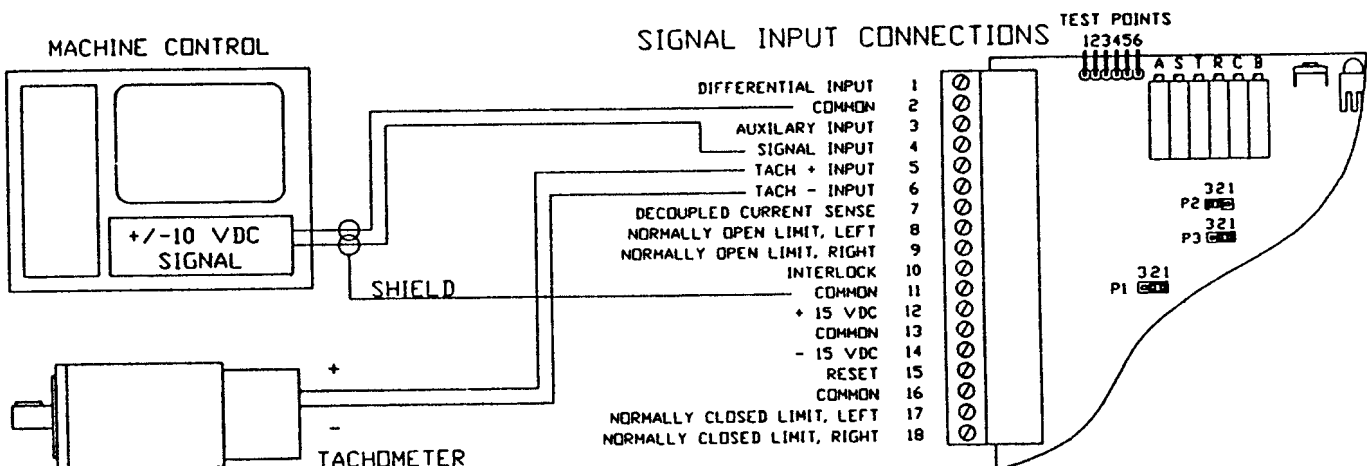 TEST POINTS
SIGNAL INPUT CONNECTIONS
123456
MACHINE CONTROL
A S T R C B
DIFFERENTIAL INPUT 1
COMMON 2
AUXILARY INPUT 3
SIGNAL INPUT 4
TACH + INPUT 5
TACH - INPUT 6
DECOUPLED CURRENT SENSE 7
NORMALLY OPEN LIMIT, LEFT 8
NORMALLY OPEN LIMIT, RIGHT 9
INTERLOCK 10
COMMON 11
+ 15 VDC 12
COMMON 13
- 15 VDC 14
RESET 15
COMMON 16
NORMALLY CLOSED LIMIT, LEFT 17
NORMALLY CLOSED LIMIT, RIGHT 18
321
P2
321
P3
321
P1
+/-10 VDC
SIGNAL
SHIELD
+
-
TACHOMETER